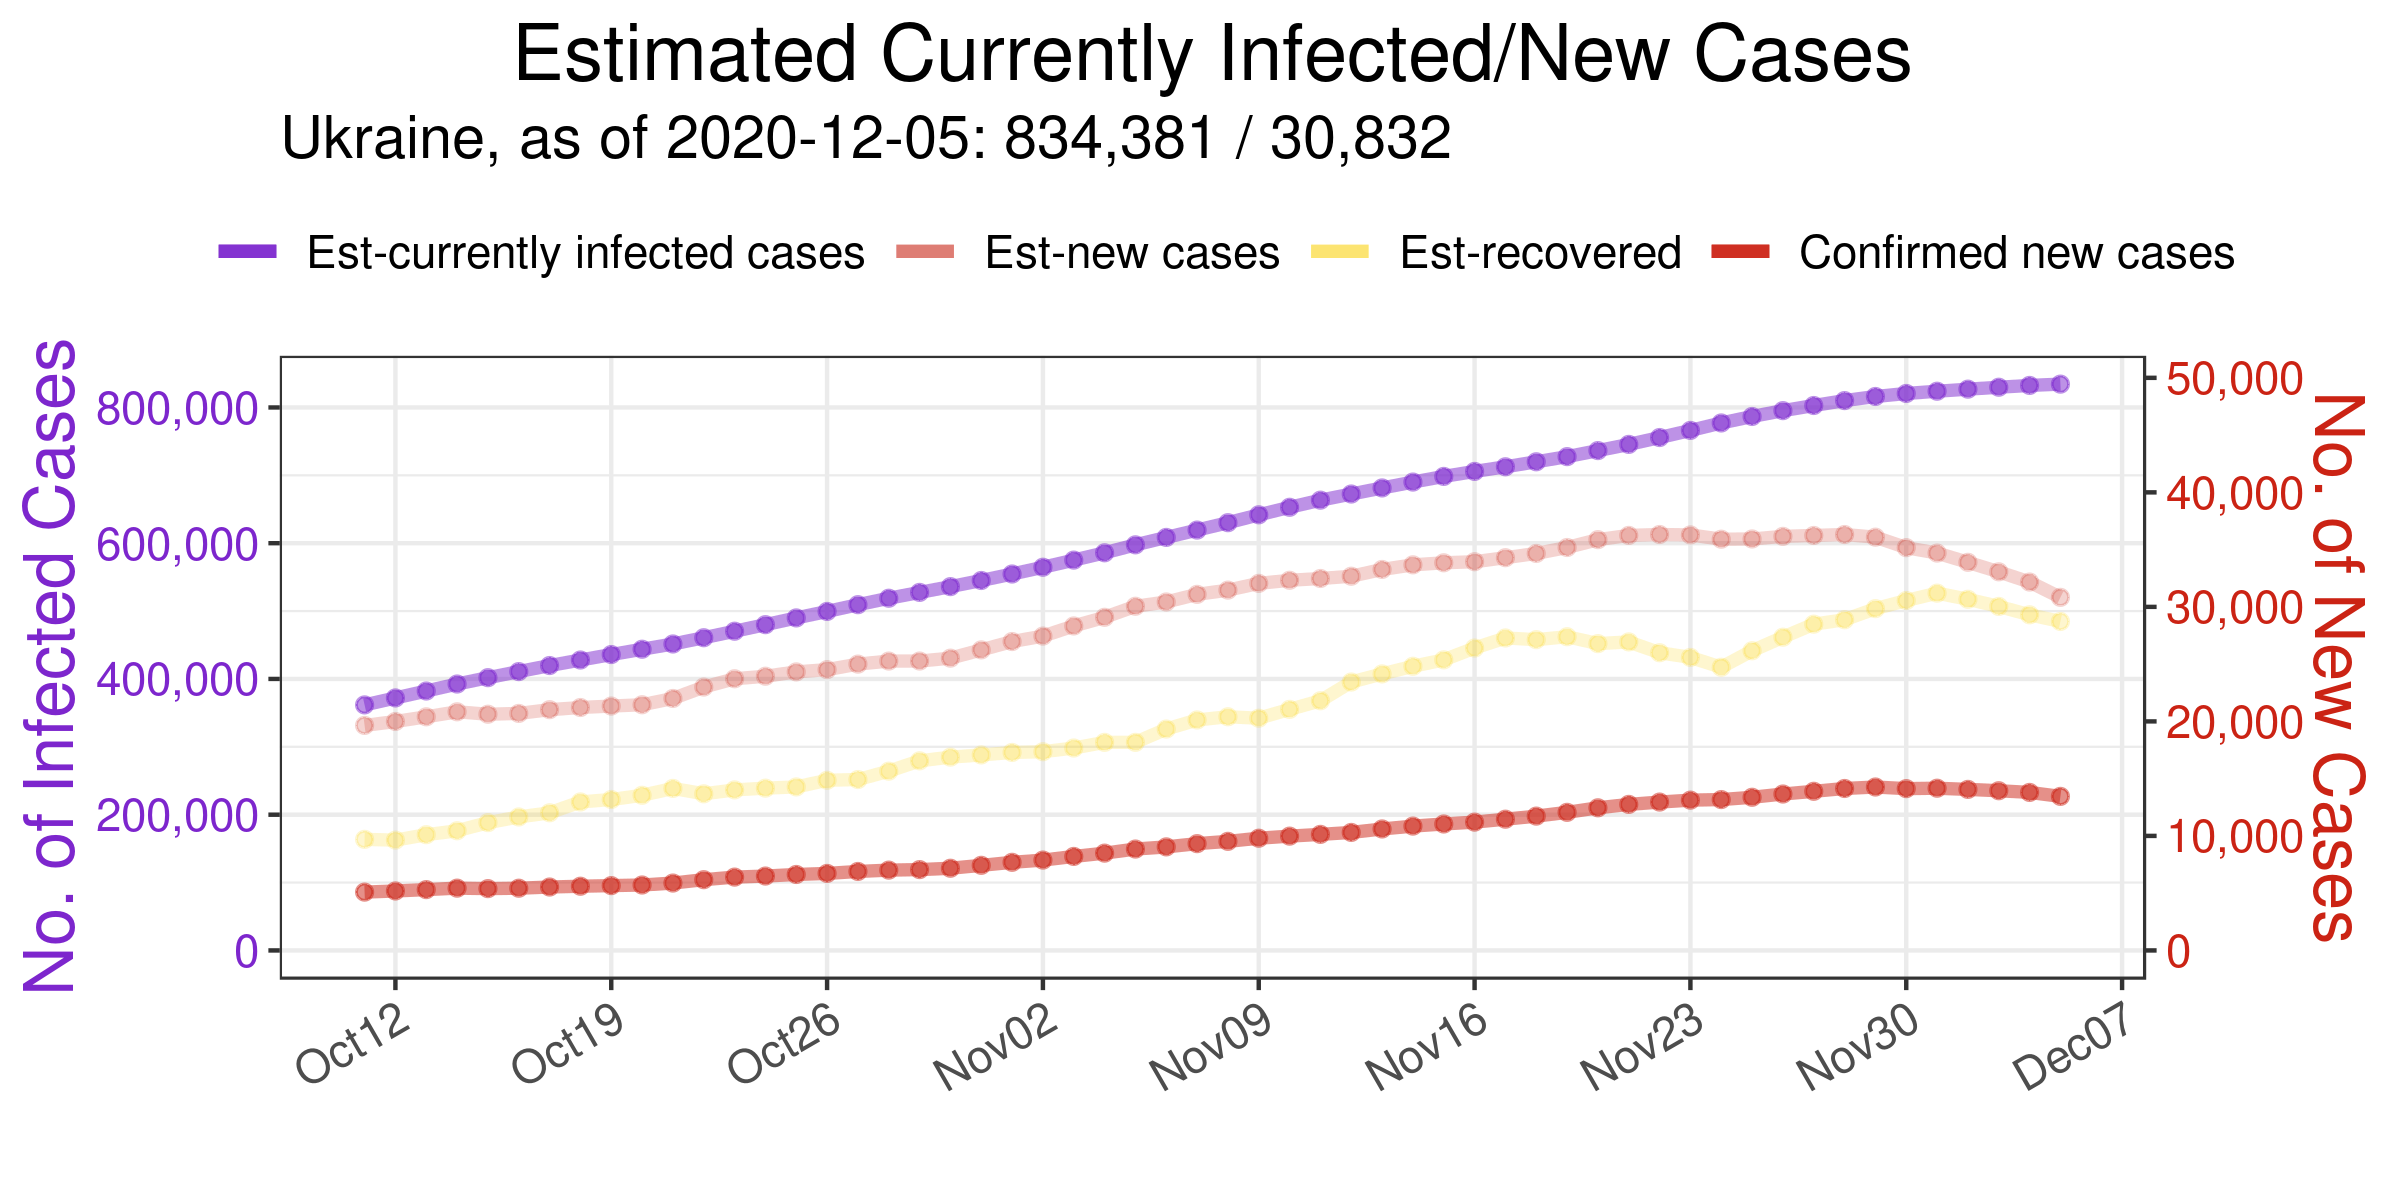 Estimated Currently Infected/New Cases
Ukraine, as of 2020-12-05: 834,381 / 30,832
Est-currently infected cases Est-new cases Est-recovered Confirmed new cases
No. of Infected Cases
800,000
600,000
400,000
200,000
0
50,000
40,000
30,000
20,000
10,000
0
No. of New Cases
Oct12 Oct19 Oct26 Nov02 Nov09 Nov16 Nov23 Nov30 Dec07